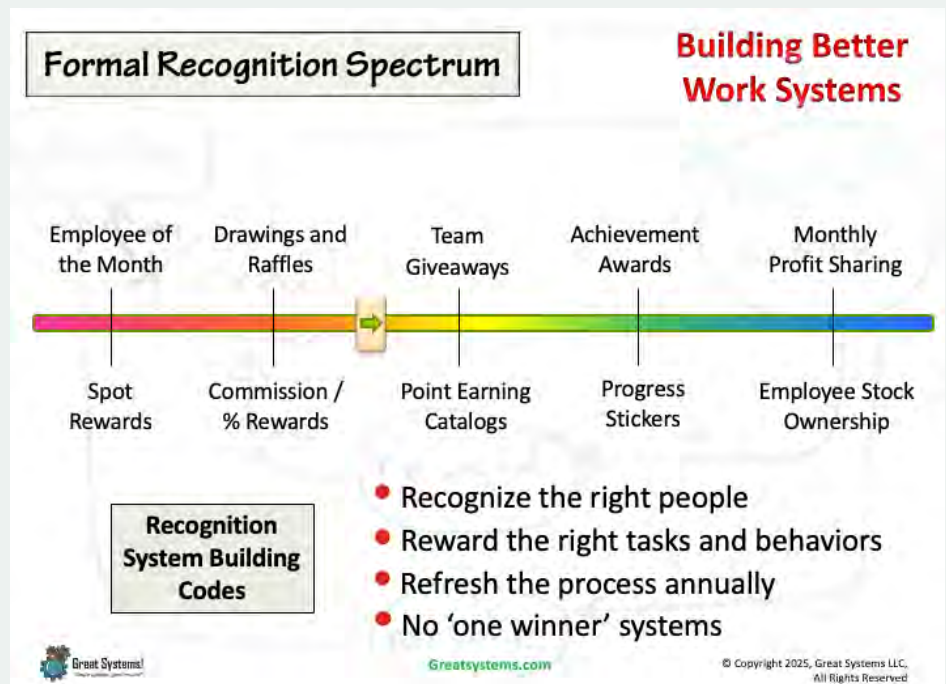 Formal Recognition Spectrum
Building Better
Work Systems
Employee of
the Month
Drawings and
Raffles
Team
Giveaways
Achievement
Awards
Monthly
Profit Sharing
Spot
Rewards
Commission /
% Rewards
Point Earning
Catalogs
Progress
Stickers
Employee Stock
Ownership
Recognition
System Building
Codes
• Recognize the right people
• Reward the right tasks and behaviors
• Refresh the process annually
• No ‘one winner’ systems
Great Systems!
Greatsystems.com
© Copyright 2025, Great Systems LLC,
All Rights Reserved